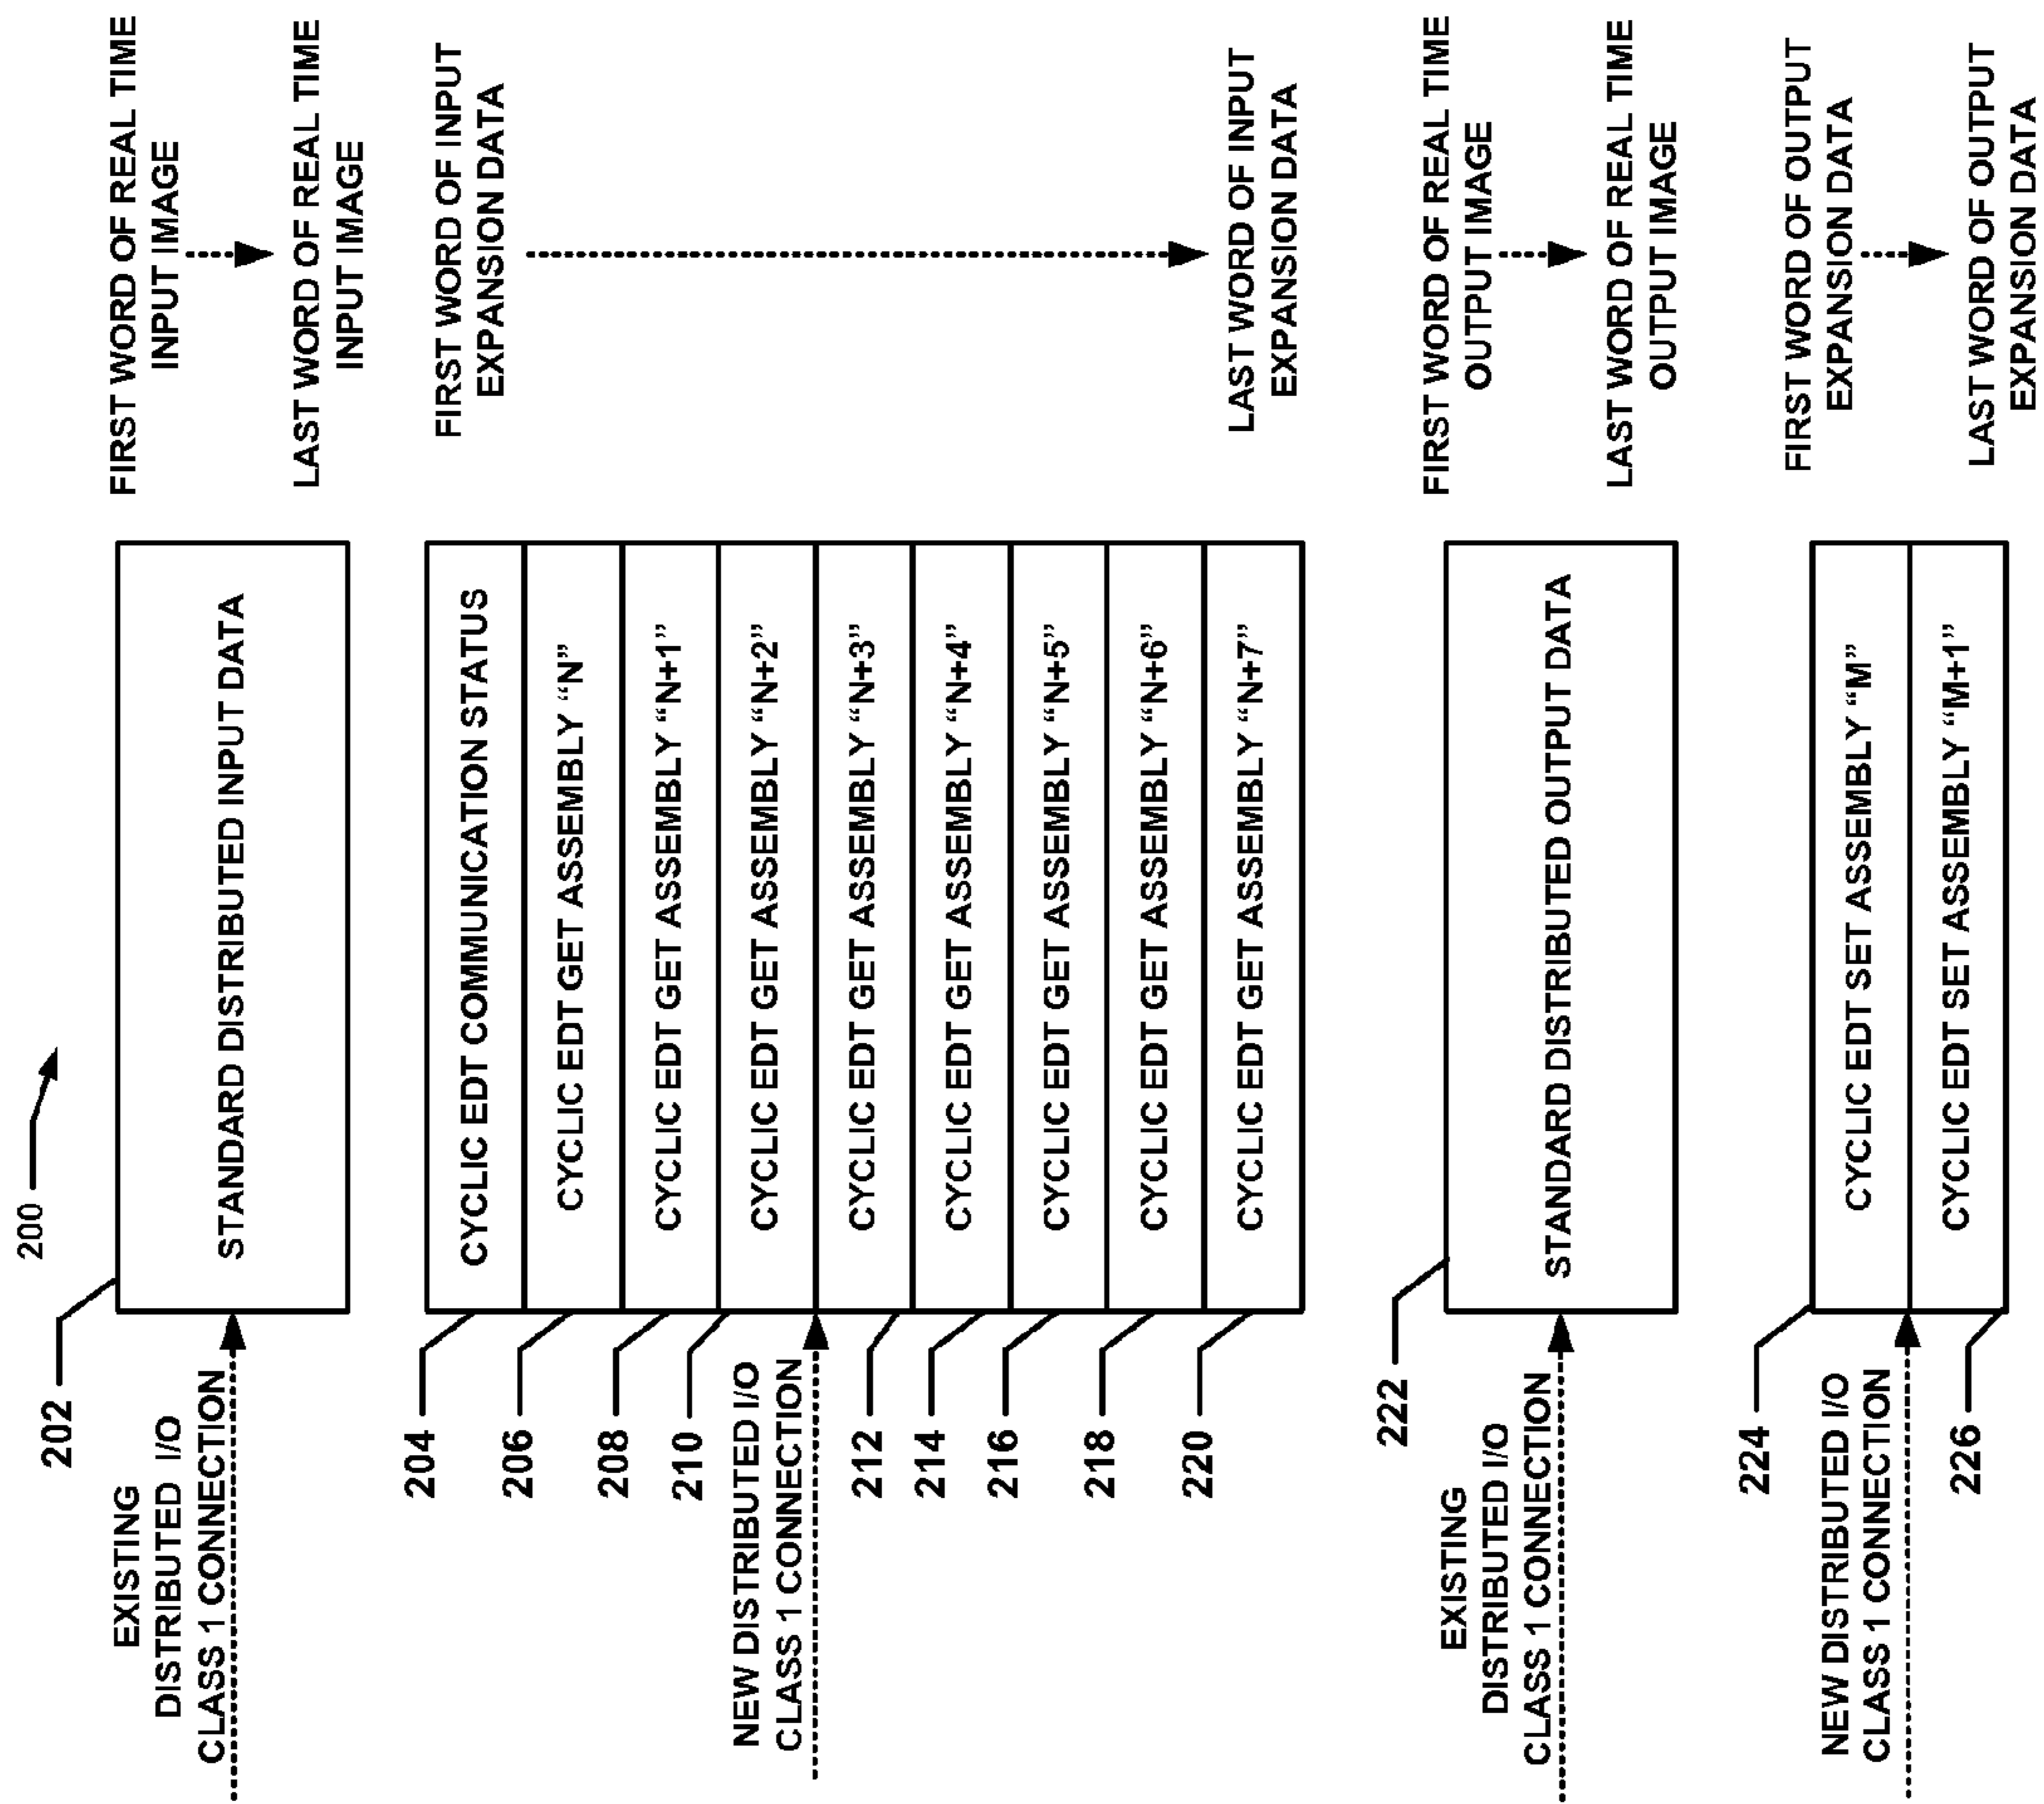 200
EXISTING
DISTRIBUTED I/O
CLASS 1 CONNECTION
202
STANDARD DISTRIBUTED INPUT DATA
FIRST WORD OF REAL TIME
INPUT IMAGE
LAST WORD OF REAL TIME
INPUT IMAGE
NEW DISTRIBUTED I/O
CLASS 1 CONNECTION
204
CYCLIC EDT COMMUNICATION STATUS
206
CYCLIC EDT GET ASSEMBLY “N”
208
CYCLIC EDT GET ASSEMBLY “N+1”
210
CYCLIC EDT GET ASSEMBLY “N+2”
212
CYCLIC EDT GET ASSEMBLY “N+3”
214
CYCLIC EDT GET ASSEMBLY “N+4”
216
CYCLIC EDT GET ASSEMBLY “N+5”
218
CYCLIC EDT GET ASSEMBLY “N+6”
220
CYCLIC EDT GET ASSEMBLY “N+7”
FIRST WORD OF INPUT
EXPANSION DATA
LAST WORD OF INPUT
EXPANSION DATA
EXISTING
DISTRIBUTED I/O
CLASS 1 CONNECTION
222
STANDARD DISTRIBUTED OUTPUT DATA
FIRST WORD OF REAL TIME
OUTPUT IMAGE
LAST WORD OF REAL TIME
OUTPUT IMAGE
NEW DISTRIBUTED I/O
CLASS 1 CONNECTION
224
CYCLIC EDT SET ASSEMBLY “M”
226
CYCLIC EDT SET ASSEMBLY “M+1”
FIRST WORD OF OUTPUT
EXPANSION DATA
LAST WORD OF OUTPUT
EXPANSION DATA